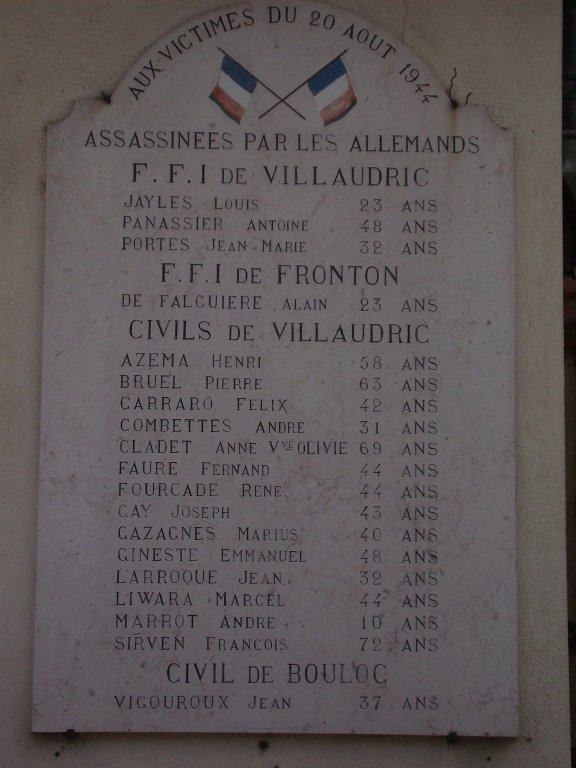 AUX VICTIMES DU 20 AOUT 1944
ASSASSINEES PAR LES ALLEMANDS
F.F.I DE VILLAUDRIC
JAYLES LOUIS 23 ANS
PANASSIER ANTOINE 48 ANS
PORTES JEAN-MARIE 32 ANS
F.F.I DE FRONTON
DE FALGUIERE ALAIN 23 ANS
CIVILS DE VILLAUDRIC
AZEMA HENRI 58 ANS
BRUEL PIERRE 63 ANS
CARRARO FELIX 42 ANS
COMBETTES ANDRE 31 ANS
CLADET ANNE VVE OLIVIE 69 ANS
FAURE FERNAND 44 ANS
FOURCADE RENE 44 ANS
GAY JOSEPH 43 ANS
GAZAGNES MARIUS 40 ANS
GINESTE EMMANUEL 48 ANS
LARROQUE JEAN 32 ANS
LIWARA MARCEL 44 ANS
MARROT ANDRE 10 ANS
SIRVEN FRANCOIS 72 ANS
CIVIL DE BOULOC
VIGOUROUX JEAN 37 ANS